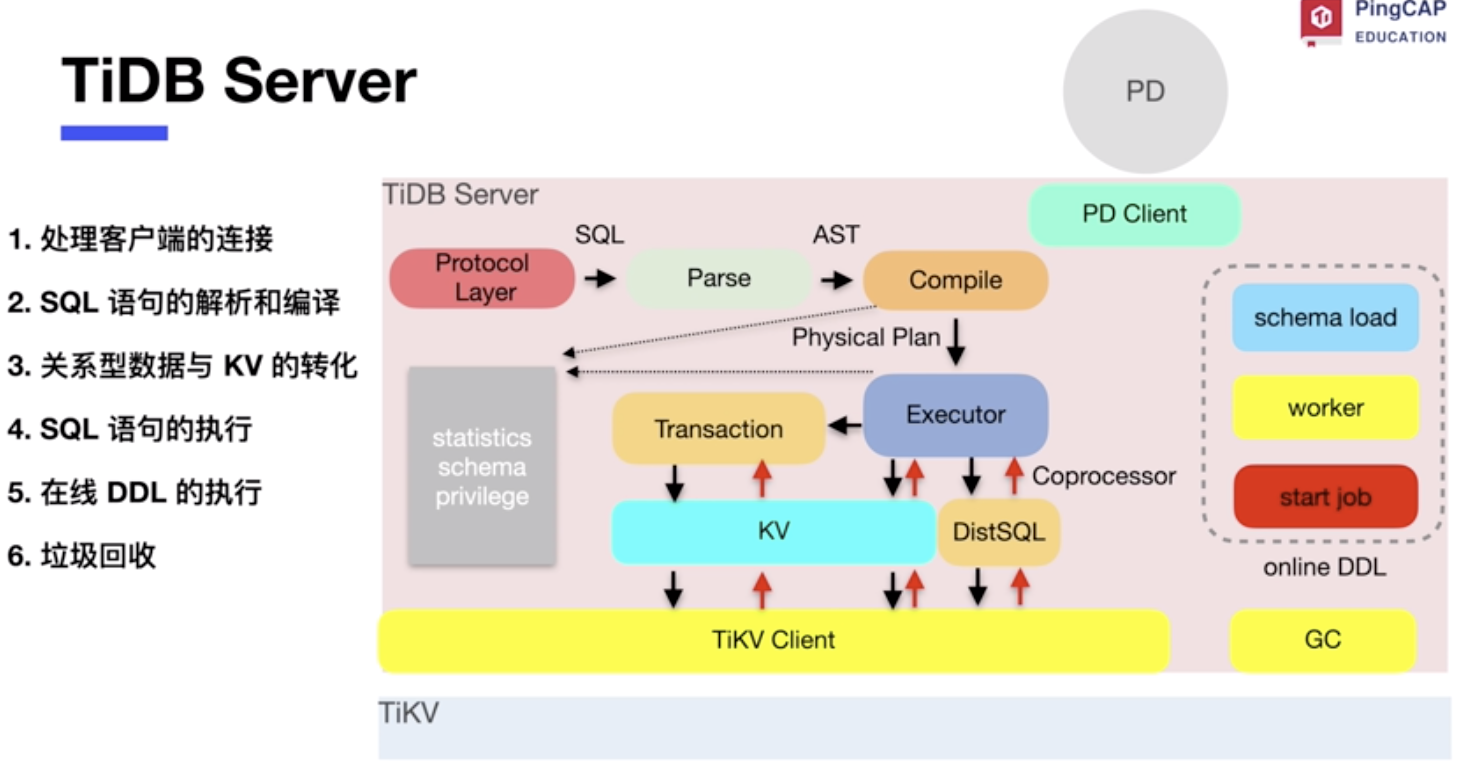 PingCAP
EDUCATION
TiDB Server
PD
1. 处理客户端的连接
2. SQL 语句的解析和编译
3. 关系型数据与 KV 的转化
4. SQL 语句的执行
5. 在线 DDL 的执行
6. 垃圾回收
TiDB Server
PD Client
SQL
AST
Protocol
Layer
Parse
Compile
Physical Plan
statistics
schema
privilege
Transaction
Executor
Coprocessor
KV
DistSQL
TiKV Client
schema load
worker
start job
online DDL
GC
TiKV